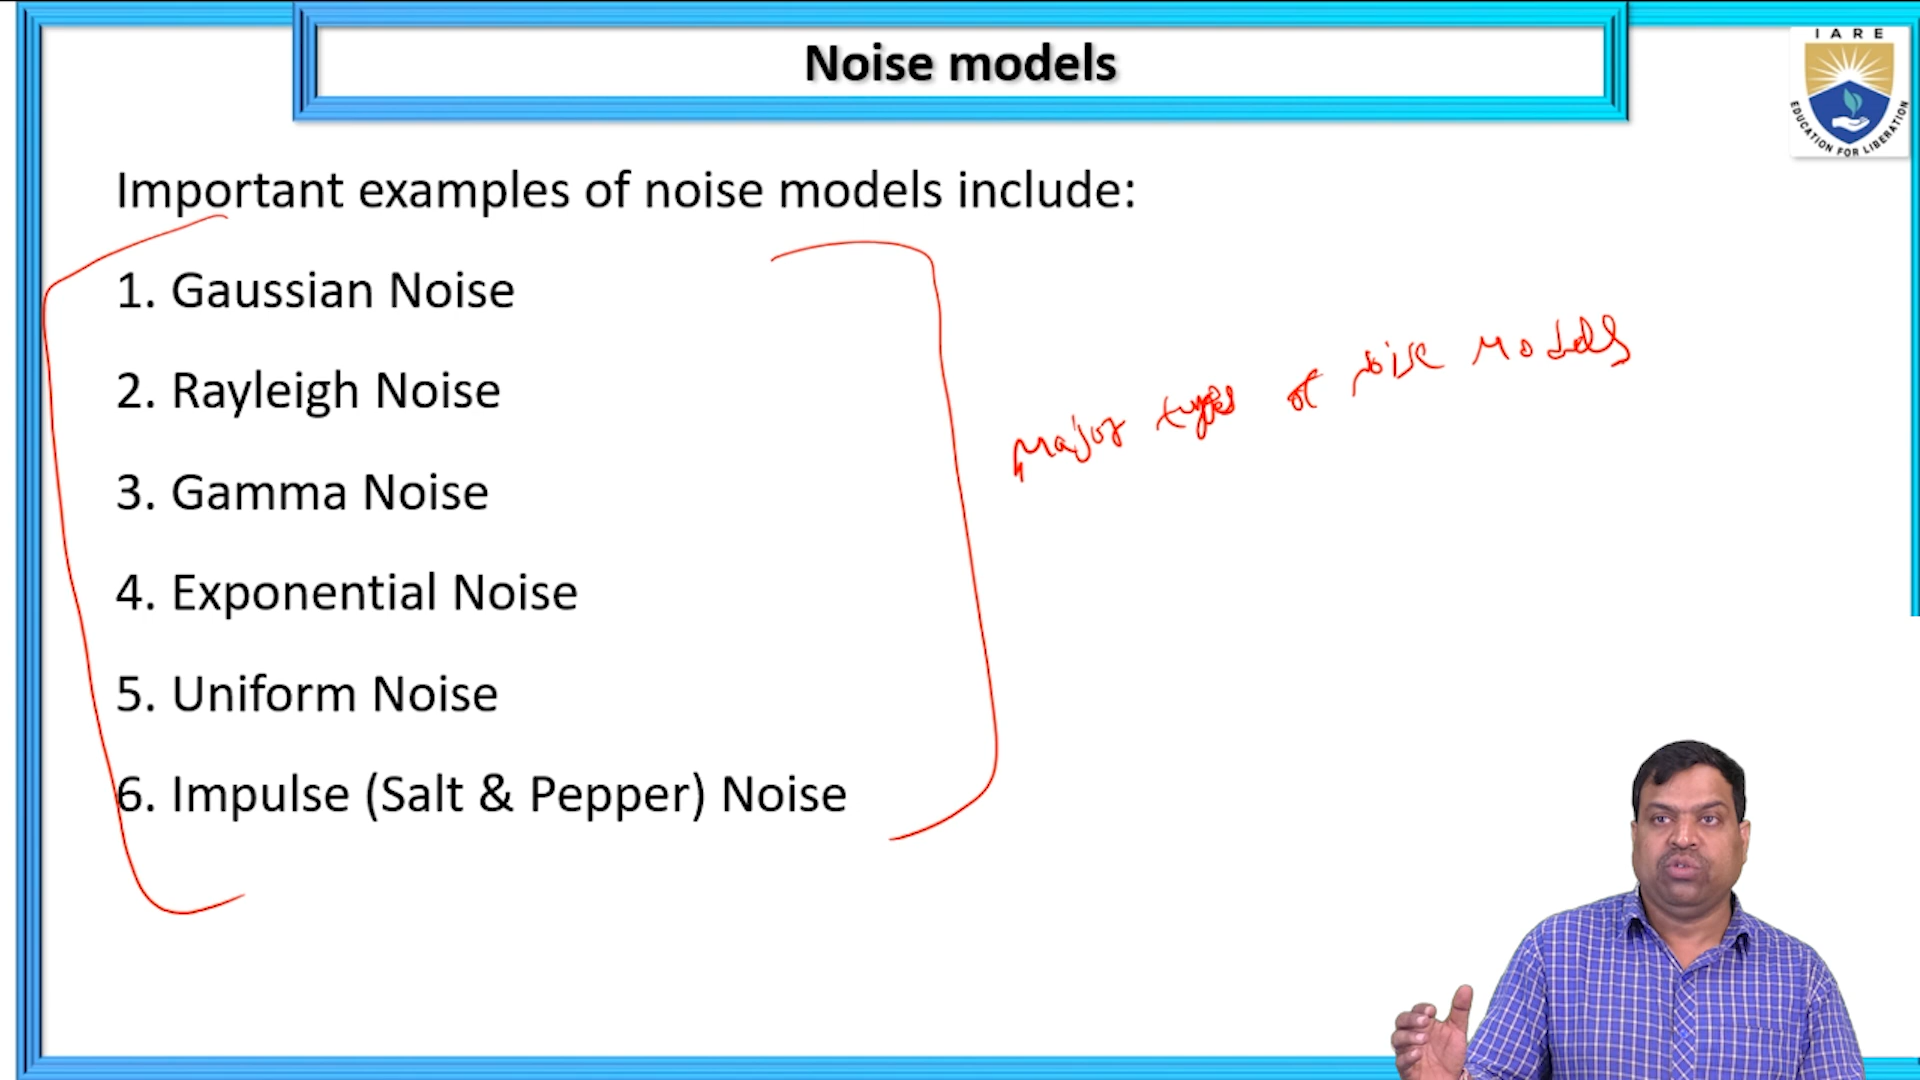 Noise models
IARE
EDUCATION FOR LIBERATION
Important examples of noise models include:
1. Gaussian Noise
2. Rayleigh Noise
3. Gamma Noise
4. Exponential Noise
5. Uniform Noise
6. Impulse (Salt & Pepper) Noise
Major types of Noise Models